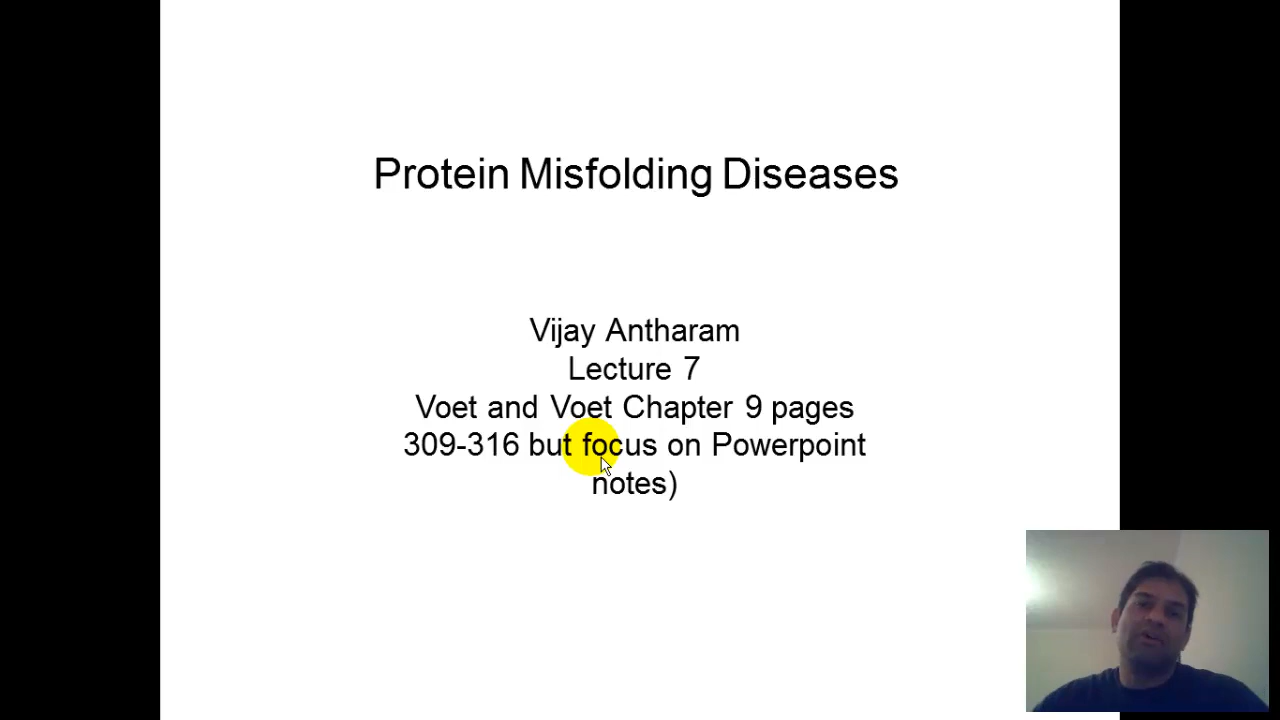 Protein Misfolding Diseases
Vijay Antharam
Lecture 7
Voet and Voet Chapter 9 pages
309-316 but focus on Powerpoint
notes)